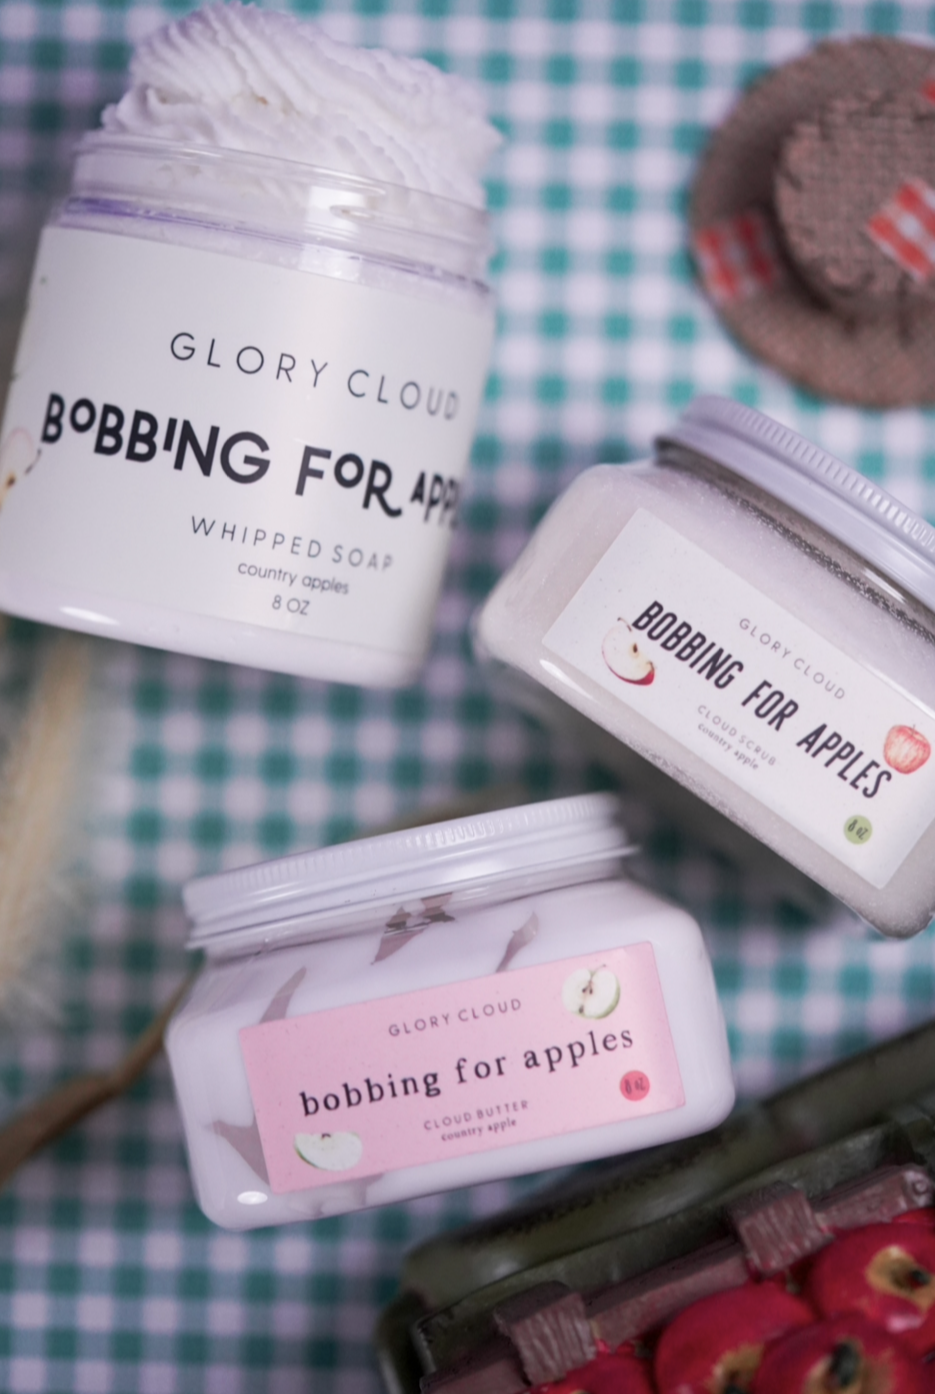 GLORY CLOUD
BOBBING FOR APPL
WHIPPED SOAP
country apples
8 OZ
GLORY CLOUD
BOBBING FOR APPLES
CLOUD SCRUB
country apple
8 oz
GLORY CLOUD
bobbing for apples
CLOUD BUTTER
country apple
8 oz